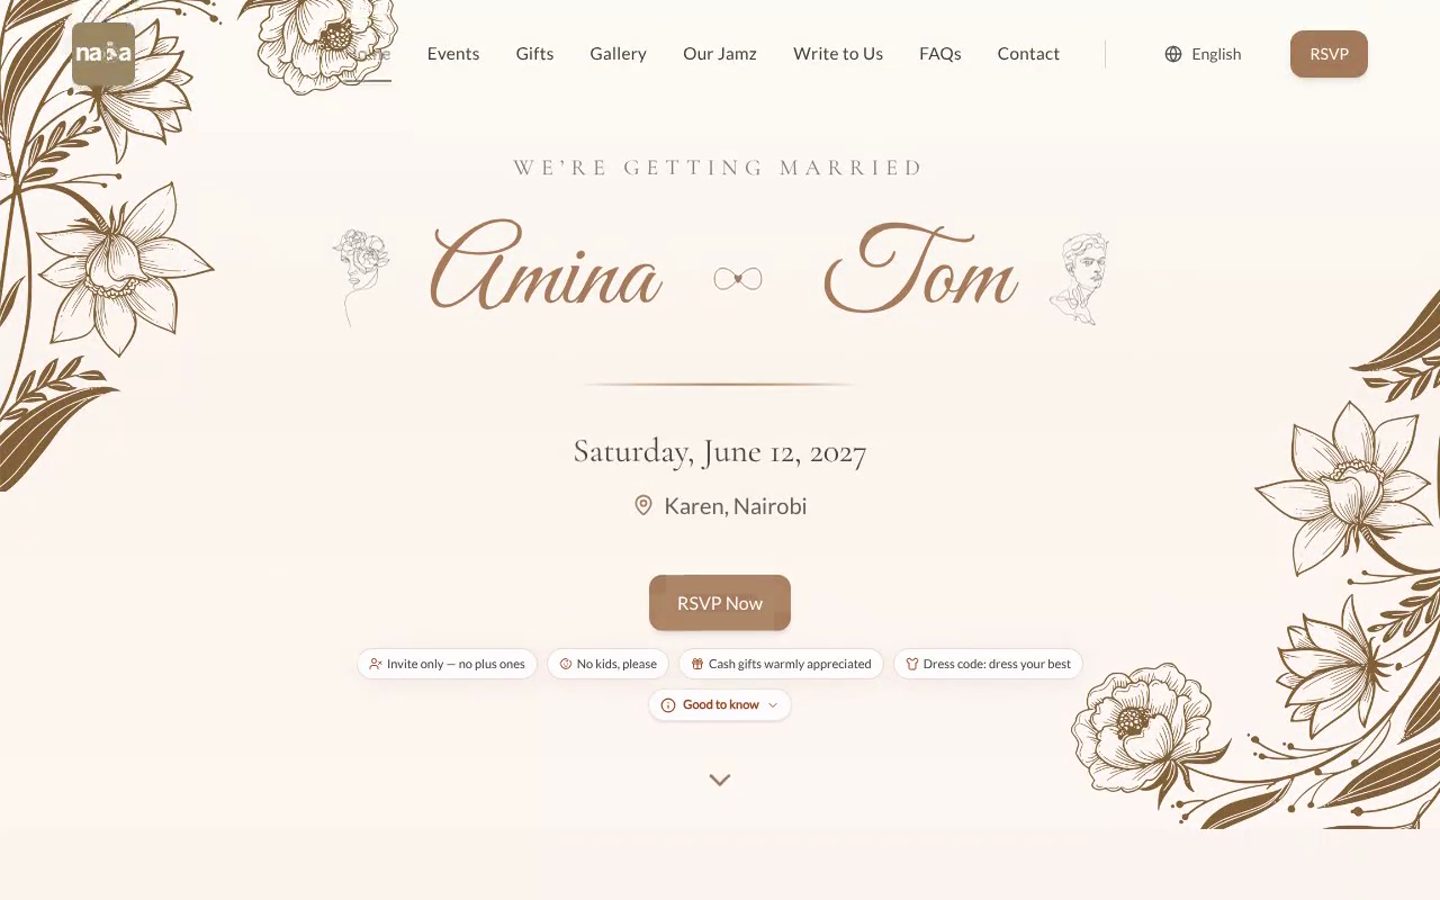 Events Gifts Gallery Our Jamz Write to Us FAQs Contact English RSVP
WE'RE GETTING MARRIED
Amina Tom
Saturday, June 12, 2027
Karen, Nairobi
RSVP Now
Invite only — no plus ones No kids, please Cash gifts warmly appreciated Dress code: dress your best
Good to know